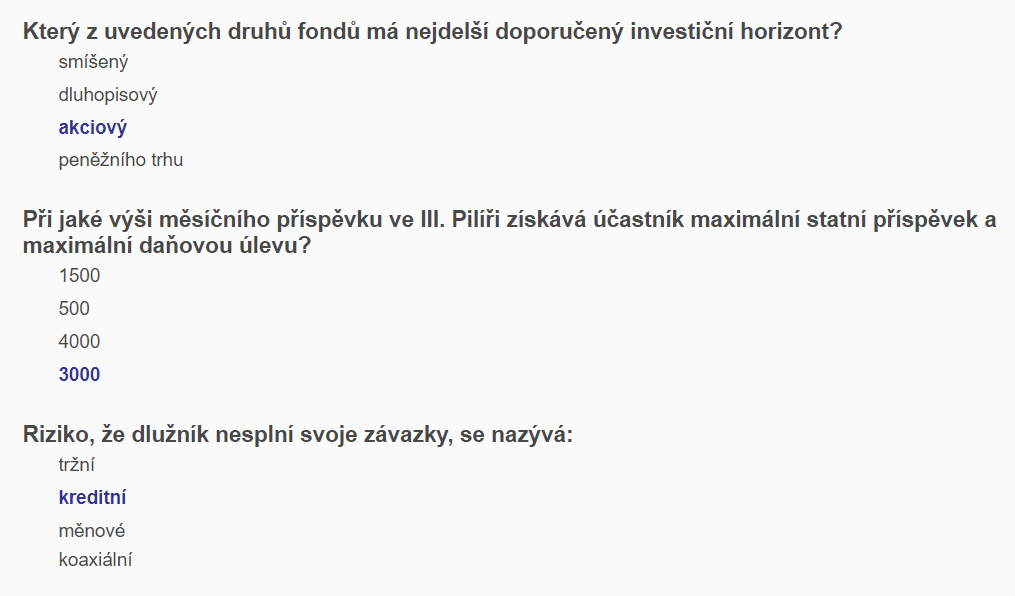 Který z uvedených druhů fondů má nejdelší doporučený investiční horizont?
smíšený
dluhopisový
akciový
peněžního trhu
Při jaké výši měsíčního příspěvku ve III. Pilíři získává účastník maximální statní příspěvek a
maximální daňovou úlevu?
1500
500
4000
3000
Riziko, že dlužník nesplní svoje závazky, se nazývá:
tržní
kreditní
měnové
koaxiální